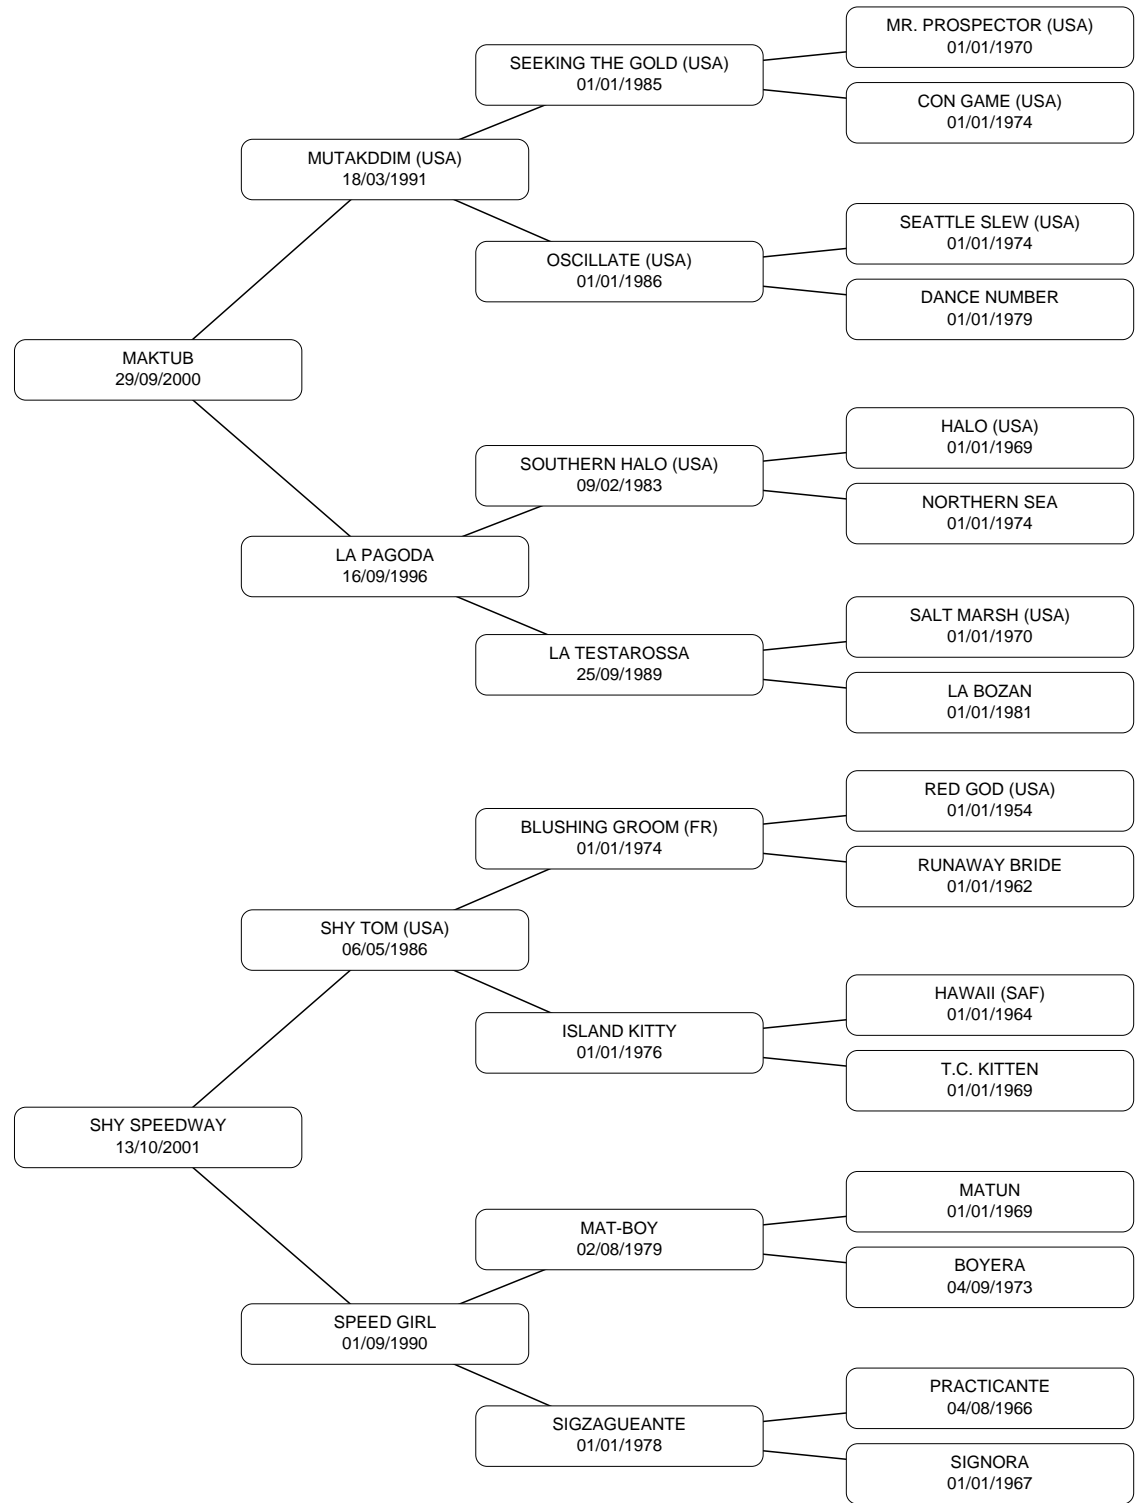 MR. PROSPECTOR (USA)
01/01/1970
SEEKING THE GOLD (USA)
01/01/1985
CON GAME (USA)
01/01/1974
MUTAKDDIM (USA)
18/03/1991
SEATTLE SLEW (USA)
01/01/1974
OSCILLATE (USA)
01/01/1986
DANCE NUMBER
01/01/1979
MAKTUB
29/09/2000
HALO (USA)
01/01/1969
SOUTHERN HALO (USA)
09/02/1983
NORTHERN SEA
01/01/1974
LA PAGODA
16/09/1996
SALT MARSH (USA)
01/01/1970
LA TESTAROSSA
25/09/1989
LA BOZAN
01/01/1981
RED GOD (USA)
01/01/1954
BLUSHING GROOM (FR)
01/01/1974
RUNAWAY BRIDE
01/01/1962
SHY TOM (USA)
06/05/1986
HAWAII (SAF)
01/01/1964
ISLAND KITTY
01/01/1976
T.C. KITTEN
01/01/1969
SHY SPEEDWAY
13/10/2001
MATUN
01/01/1969
MAT-BOY
02/08/1979
BOYERA
04/09/1973
SPEED GIRL
01/09/1990
PRACTICANTE
04/08/1966
SIGZAGUEANTE
01/01/1978
SIGNORA
01/01/1967